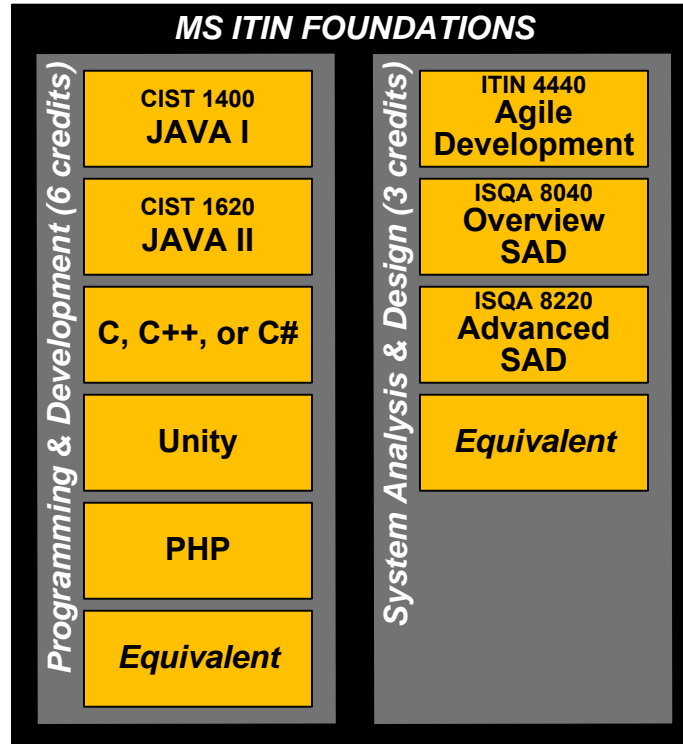 MS ITIN FOUNDATIONS
Programming & Development (6 credits)
CIST 1400
JAVA I
CIST 1620
JAVA II
C, C++, or C#
Unity
PHP
Equivalent
System Analysis & Design (3 credits)
ITIN 4440
Agile
Development
ISQA 8040
Overview
SAD
ISQA 8220
Advanced
SAD
Equivalent